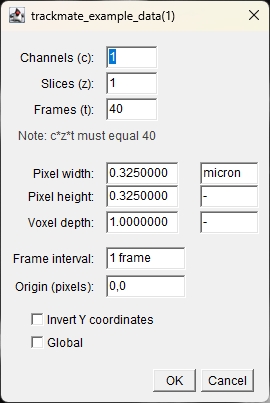 trackmate_example_data(1)
Channels (c): 1
Slices (z): 1
Frames (t): 40
Note: c*z*t must equal 40
Pixel width: 0.3250000 micron
Pixel height: 0.3250000 -
Voxel depth: 1.0000000 -
Frame interval: 1 frame
Origin (pixels): 0,0
Invert Y coordinates
Global
OK Cancel